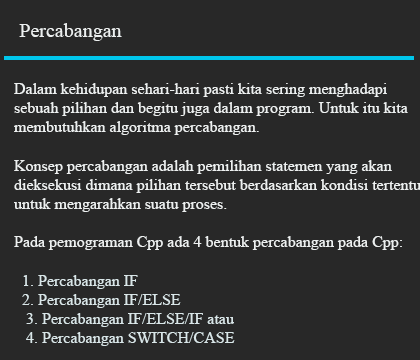 Percabangan
Dalam kehidupan sehari-hari pasti kita sering menghadapi
sebuah pilihan dan begitu juga dalam program. Untuk itu kita
membutuhkan algoritma percabangan.
Konsep percabangan adalah pemilihan statemen yang akan
dieksekusi dimana pilihan tersebut berdasarkan kondisi tertentu
untuk mengarahkan suatu proses.
Pada pemograman Cpp ada 4 bentuk percabangan pada Cpp:
1. Percabangan IF
2. Percabangan IF/ELSE
3. Percabangan IF/ELSE/IF atau
4. Percabangan SWITCH/CASE